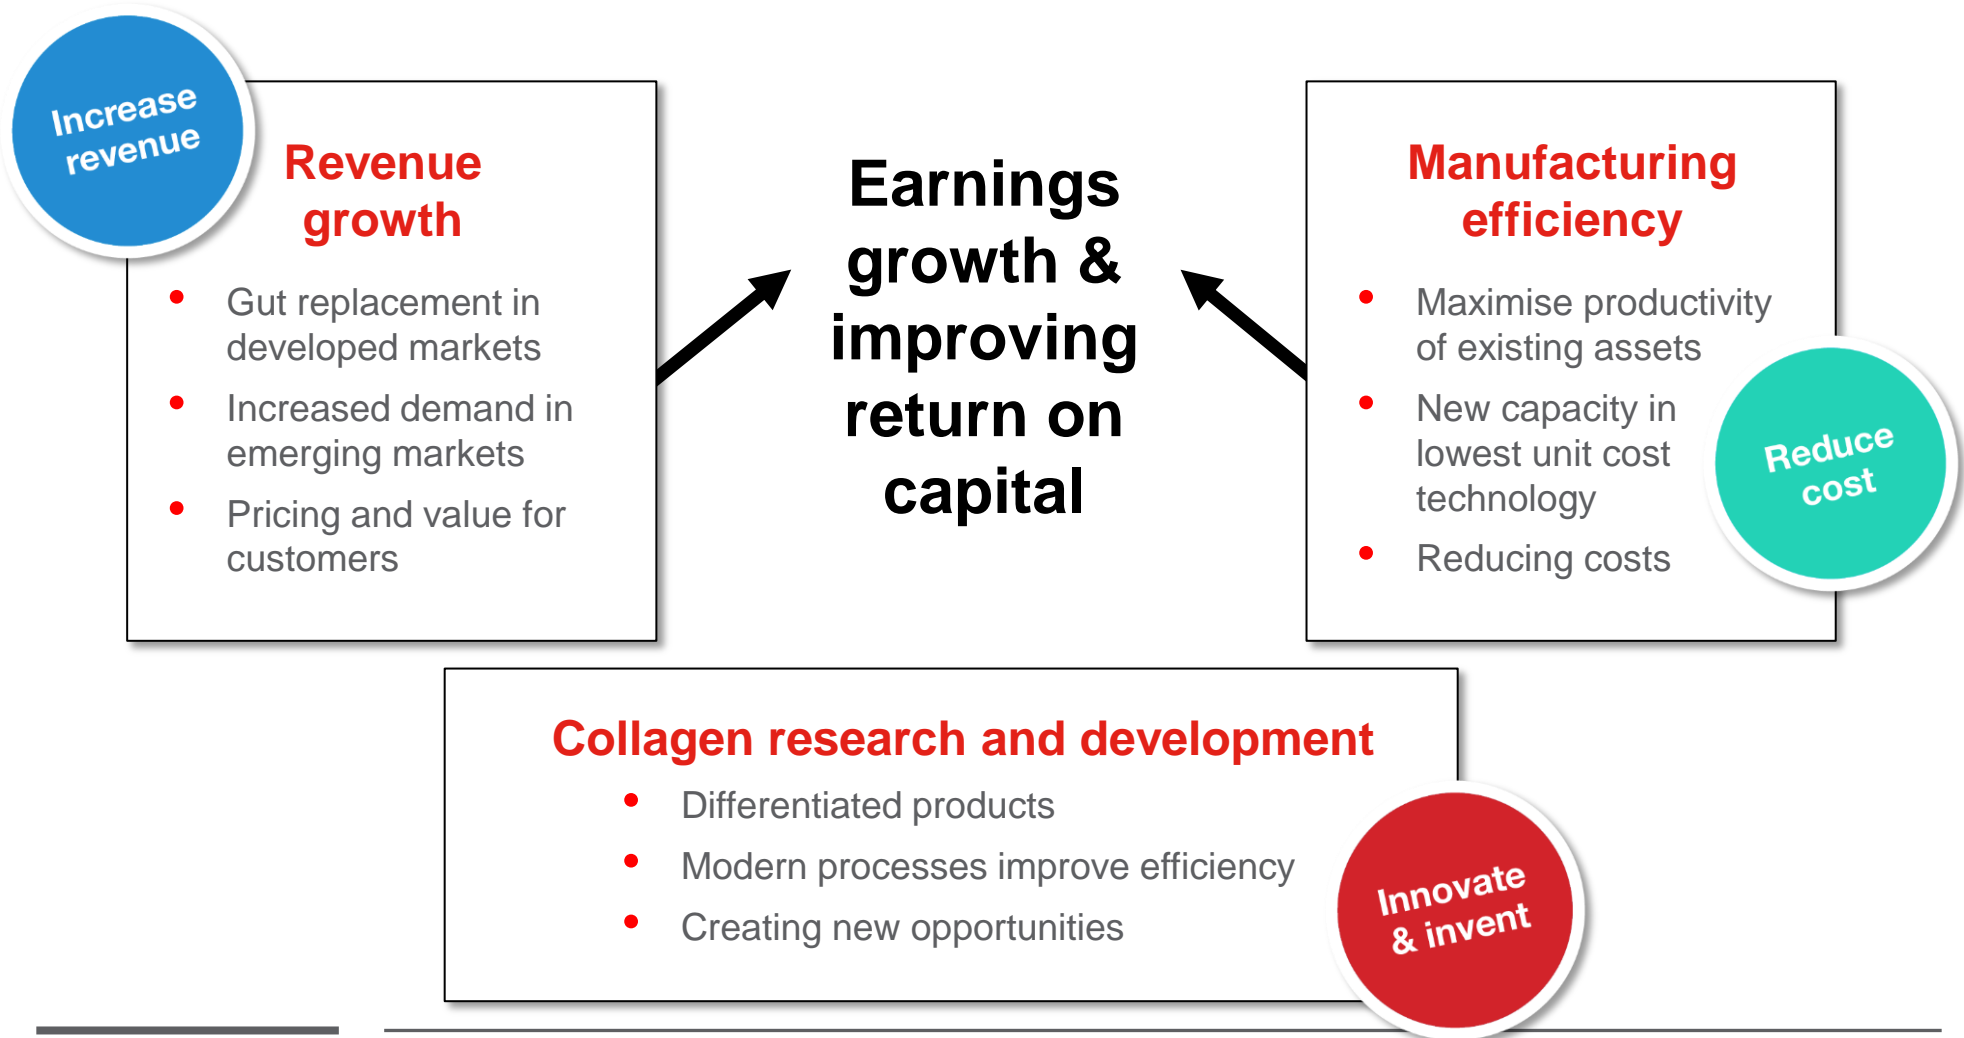 Increase
revenue
Revenue
growth
• Gut replacement in
developed markets
• Increased demand in
emerging markets
• Pricing and value for
customers
Earnings
growth &
improving
return on
capital
Manufacturing
efficiency
• Maximise productivity
of existing assets
• New capacity in
lowest unit cost
technology
• Reducing costs
Reduce
cost
Collagen research and development
• Differentiated products
• Modern processes improve efficiency
• Creating new opportunities
Innovate
& invent